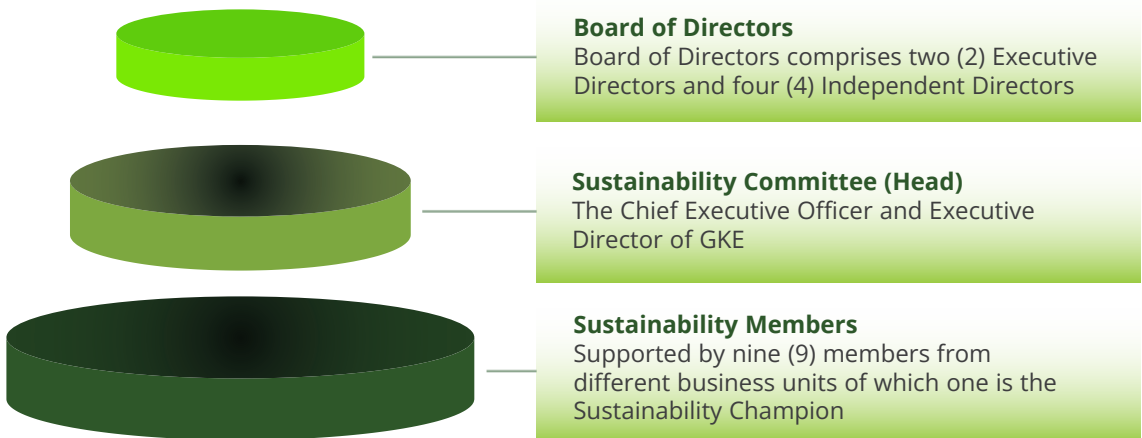 Board of Directors
Board of Directors comprises two (2) Executive
Directors and four (4) Independent Directors
Sustainability Committee (Head)
The Chief Executive Officer and Executive
Director of GKE
Sustainability Members
Supported by nine (9) members from
different business units of which one is the
Sustainability Champion